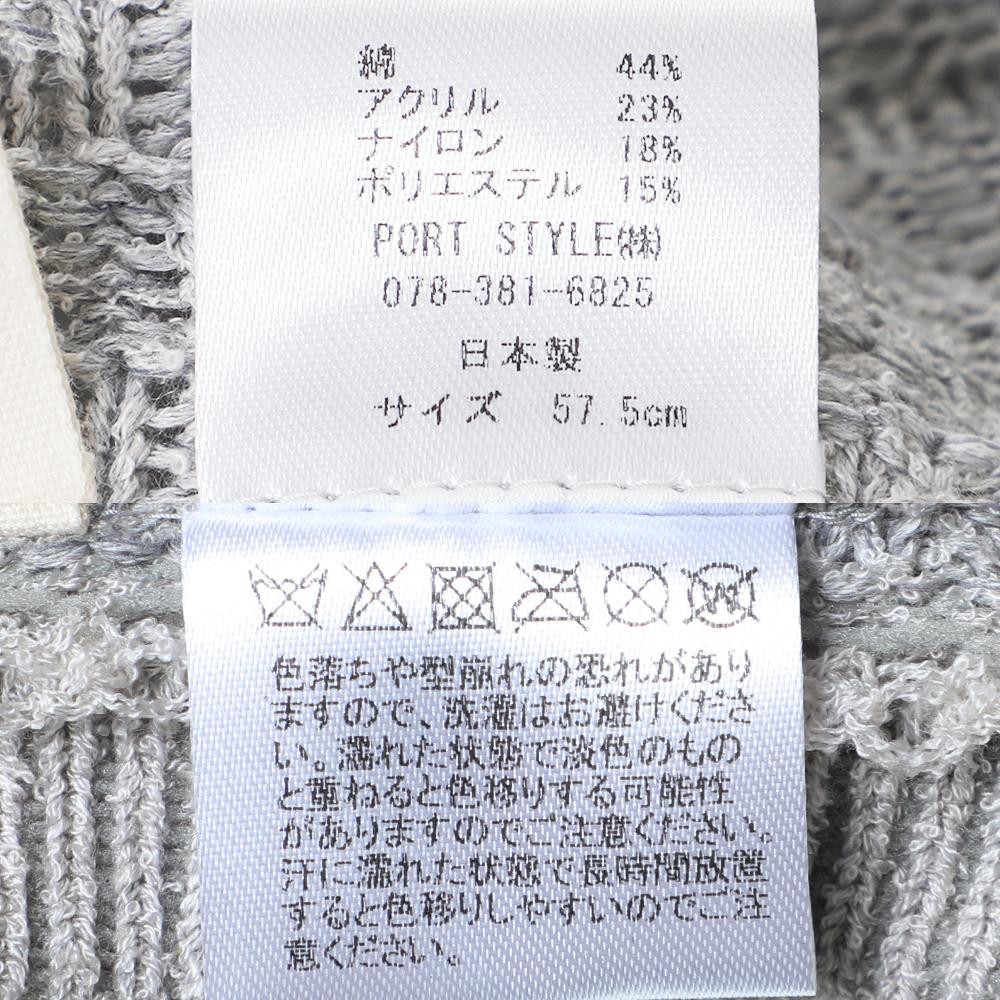 綿 44%
アクリル 23%
ナイロン 18%
ポリエステル 15%
PORT STYLE㈱
078-381-6825
日本製
サイズ 57.5cm
色落ちや型崩れの恐れがあり
ますので、洗濯はお避けくださ
い。濡れた状態で淡色のもの
と重ねると色移りする可能性
がありますのでご注意ください。
汗に濡れた状態で長時間放置
すると色移りしやすいのでご注
意ください。